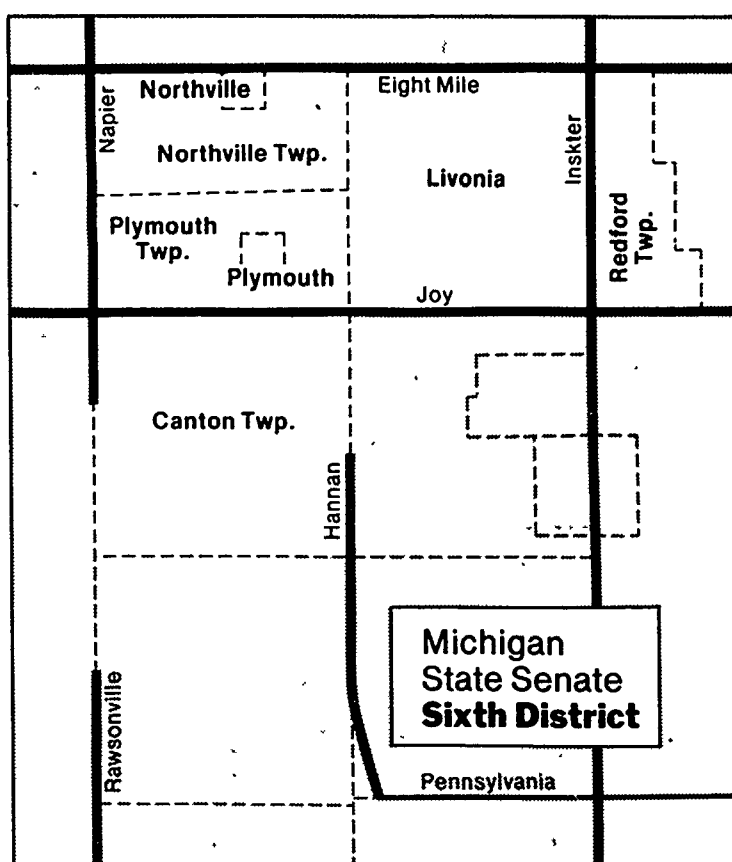 Northville
Eight Mile
Napier
Northville Twp.
Livonia
Inskter
Plymouth
Twp.
Redford
Twp.
Plymouth
Joy
Canton Twp.
Hannan
Michigan
State Senate
Sixth District
Rawsonville
Pennsylvania